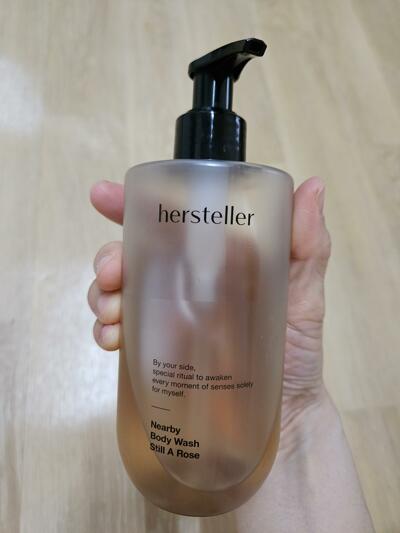 hersteller
By your side,
special ritual to awaken
every moment of senses solely
for myself.
Nearby
Body Wash
Still A Rose